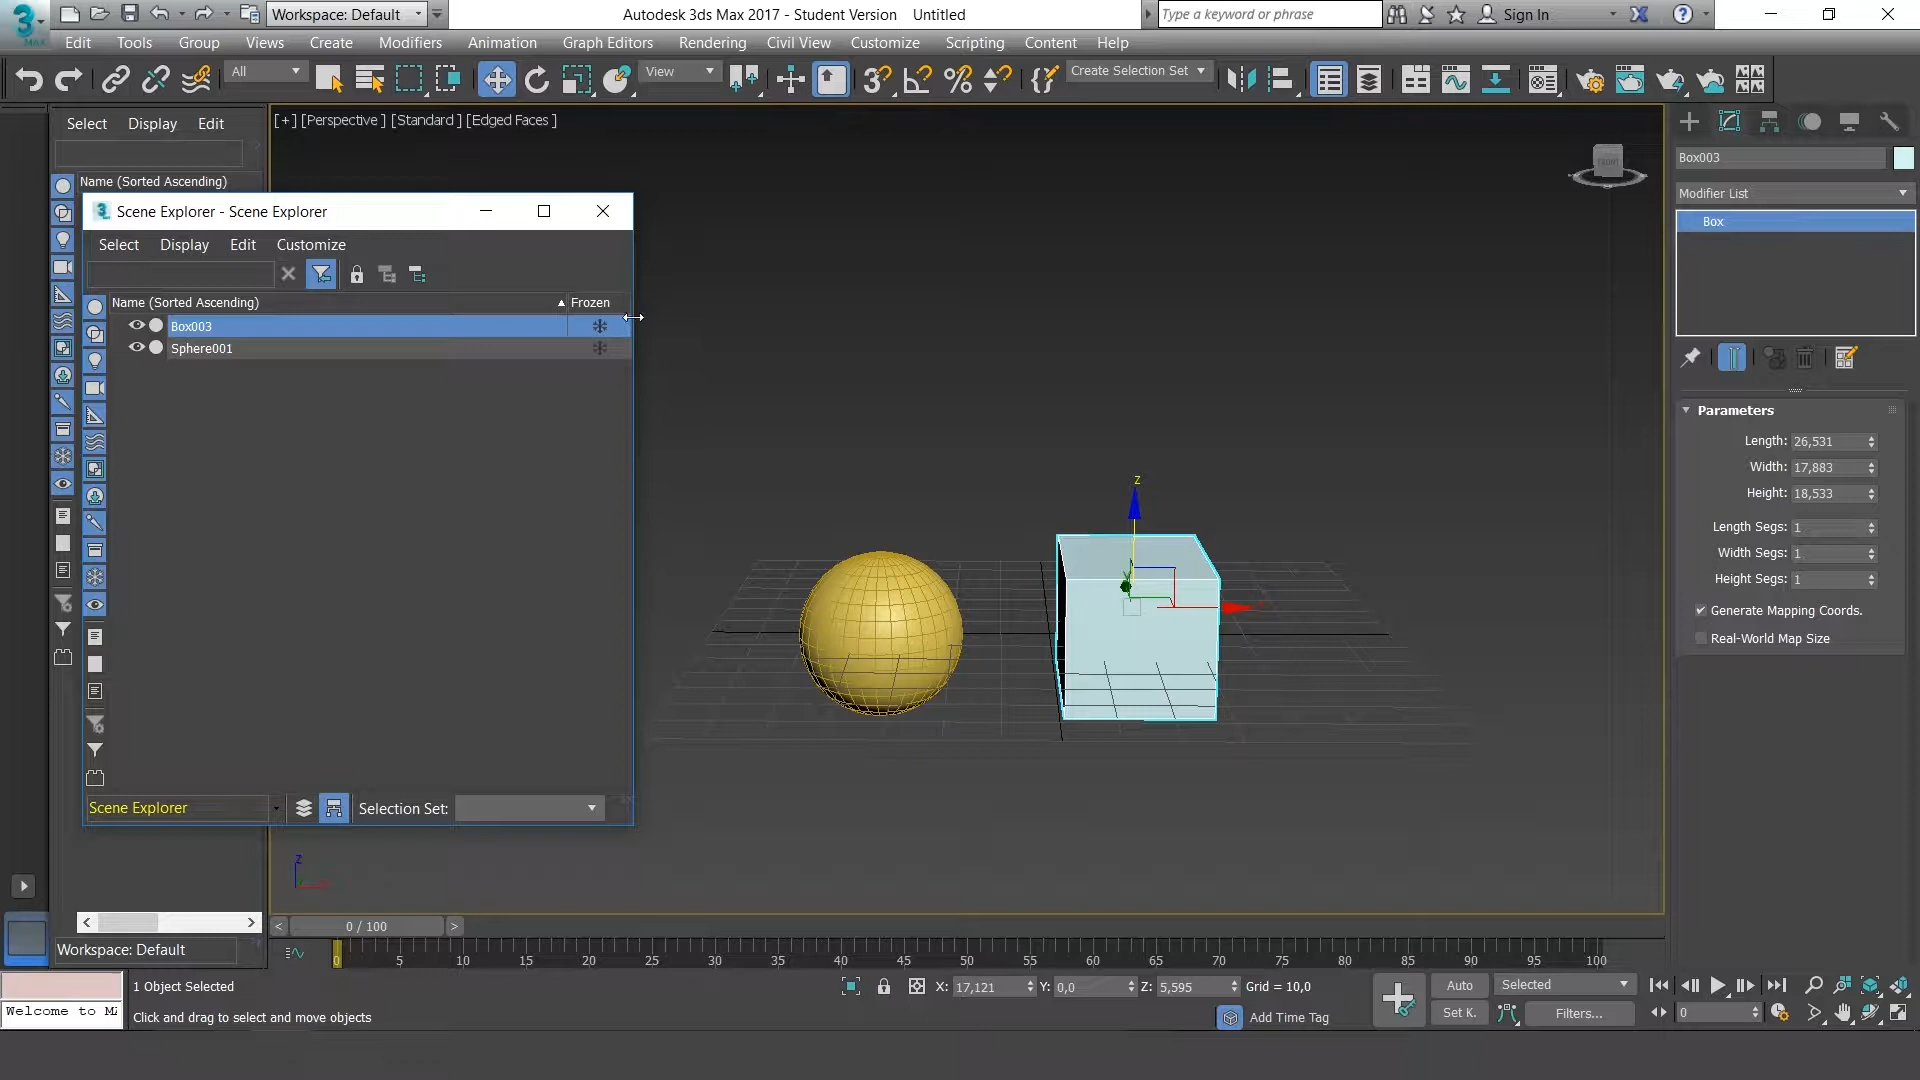 Workspace: Default
Autodesk 3ds Max 2017 - Student Version Untitled
Type a keyword or phrase
Sign In
Edit Tools Group Views Create Modifiers Animation Graph Editors Rendering Civil View Customize Scripting Content Help
All
View
Create Selection Set
Select Display Edit
Name (Sorted Ascending)
[ + ] [Perspective ] [Standard ] [Edged Faces ]
FRONT
Scene Explorer - Scene Explorer
Select Display Edit Customize
Name (Sorted Ascending) Frozen
Box003
Sphere001
Scene Explorer
Selection Set:
z
z
Box003
Modifier List
Box
Parameters
Length: 26,531
Width: 17,883
Height: 18,533
Length Segs: 1
Width Segs: 1
Height Segs: 1
Generate Mapping Coords.
Real-World Map Size
< 0 / 100 >
Workspace: Default
0 5 10 15 20 25 30 35 40 45 50 55 60 65 70 75 80 85 90 95 100
1 Object Selected
X: 17,121 Y: 0,0 Z: 5,595 Grid = 10,0
Auto Selected
Welcome to
Click and drag to select and move objects
Add Time Tag
Set K. Filters... 0